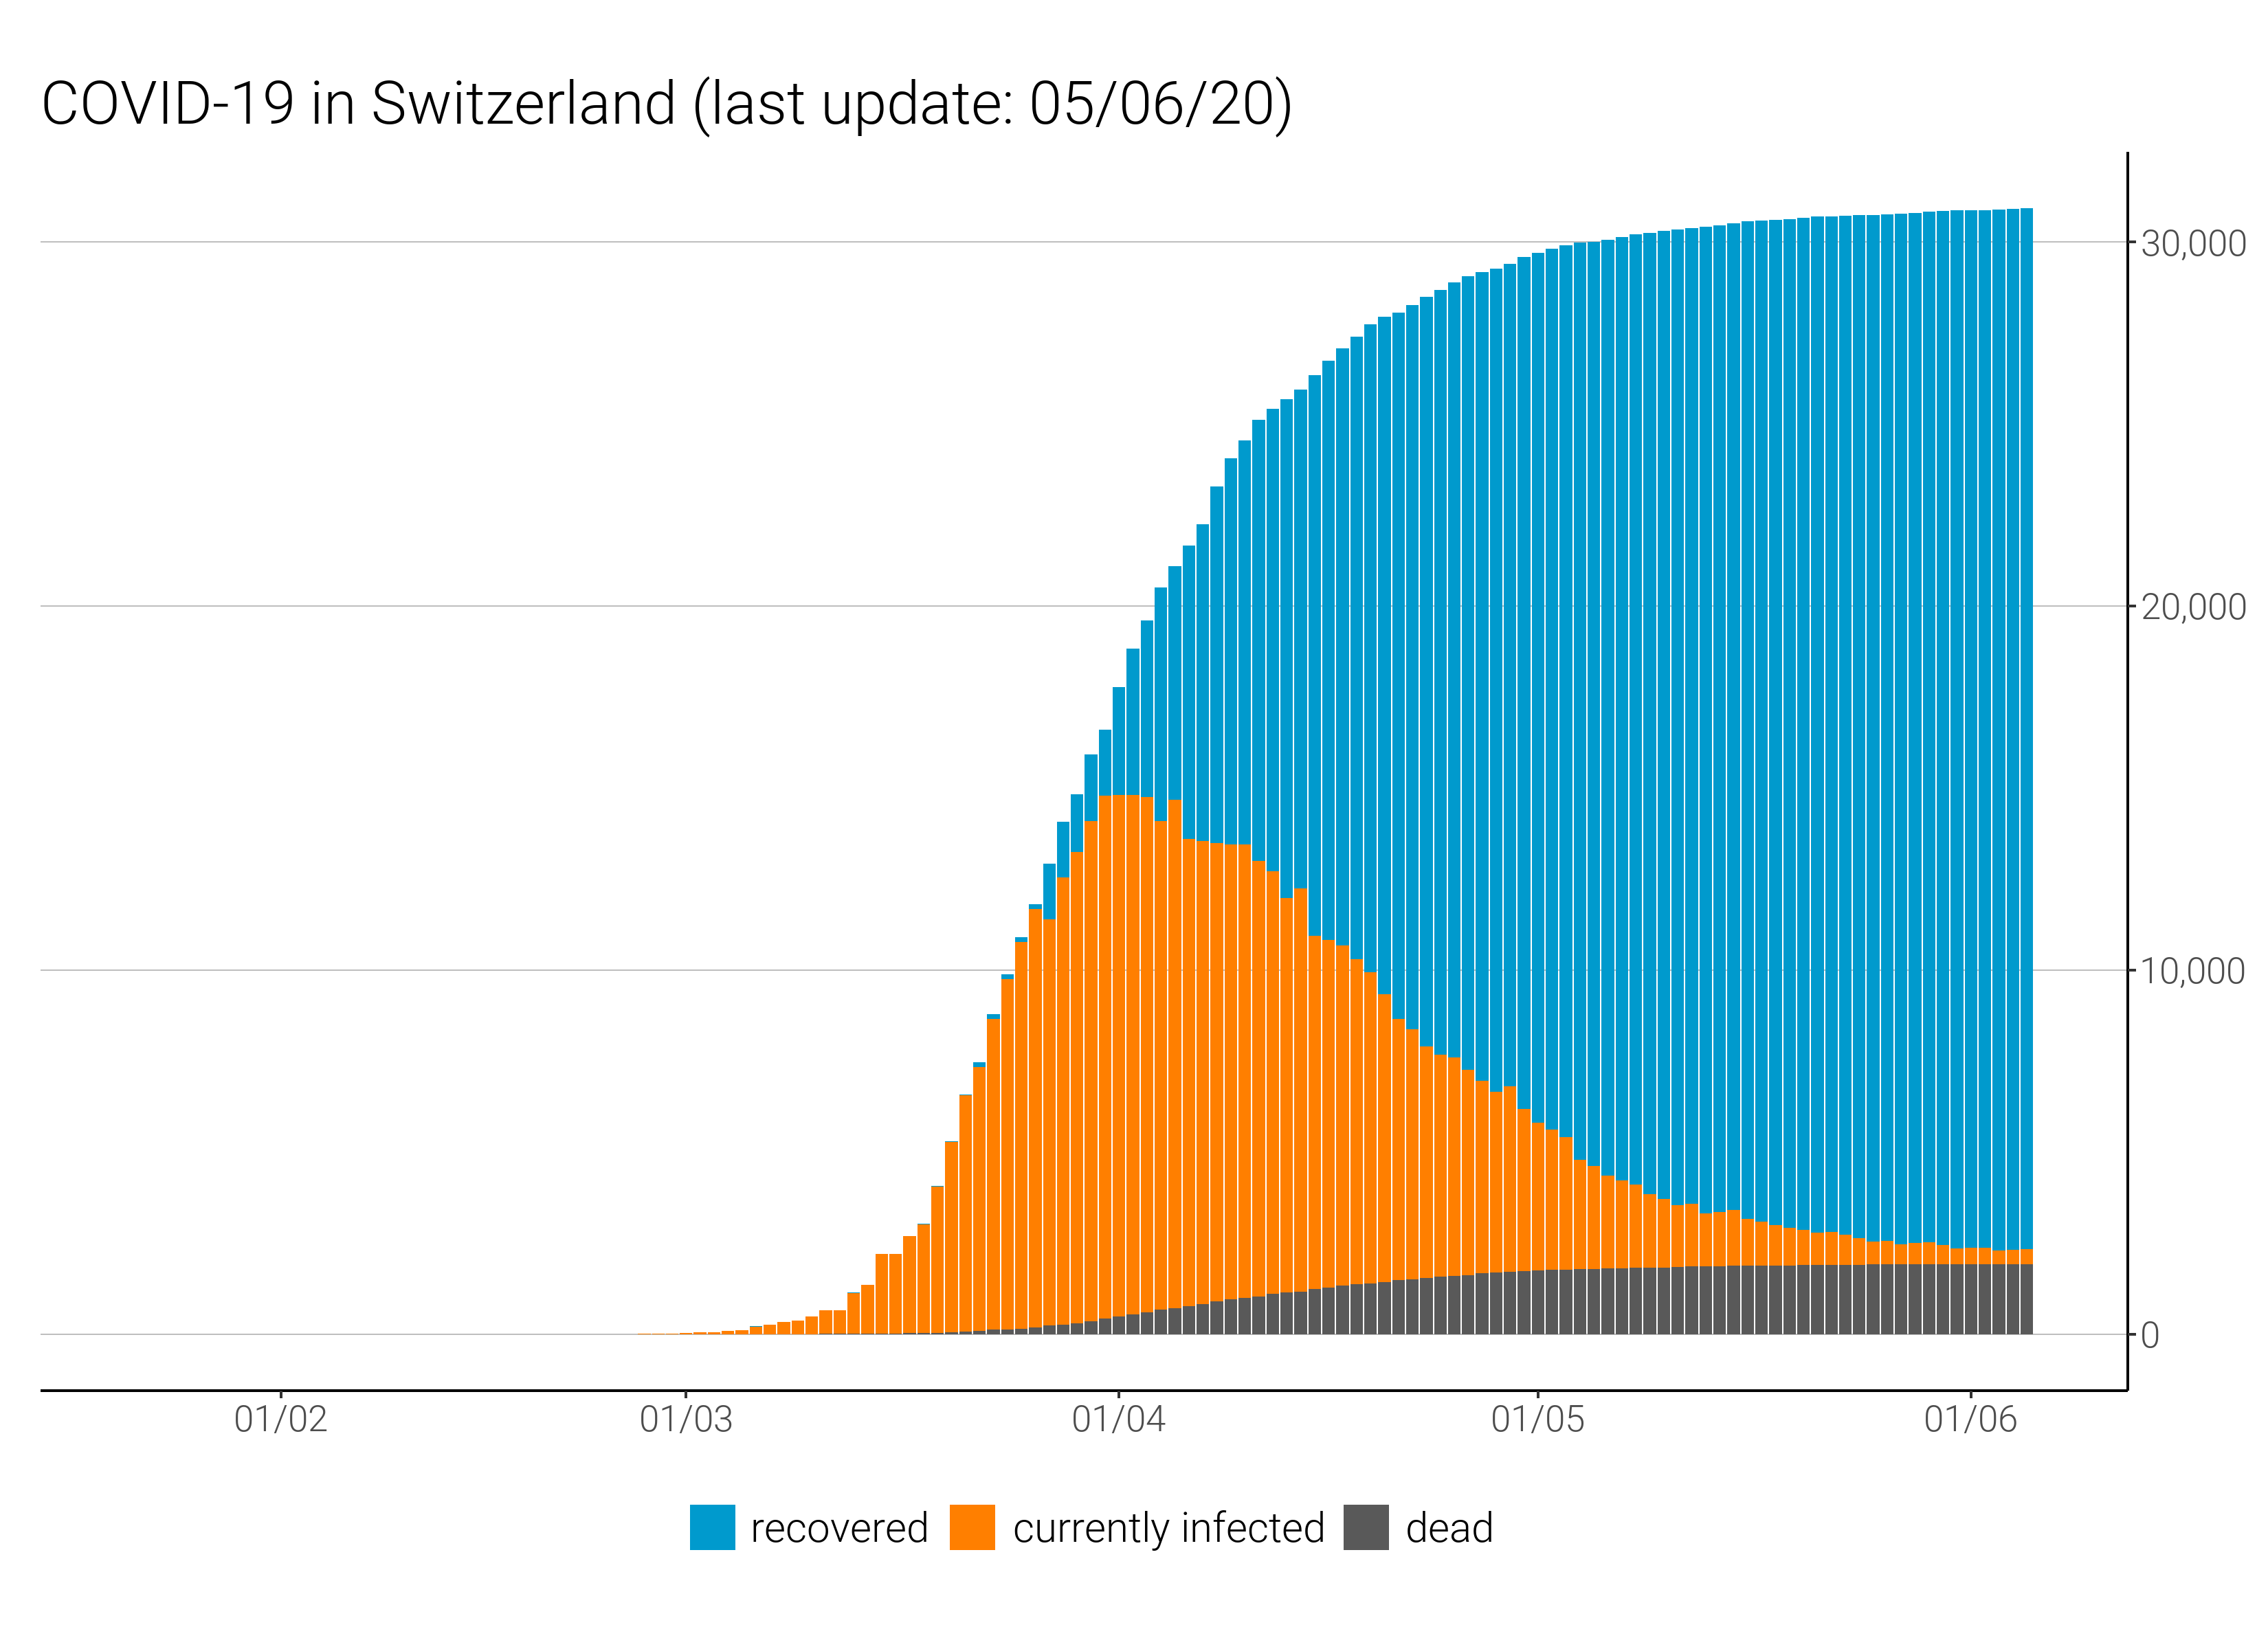 COVID-19 in Switzerland (last update: 05/06/20)
30,000
20,000
10,000
0
01/02 01/03 01/04 01/05 01/06
recovered currently infected dead